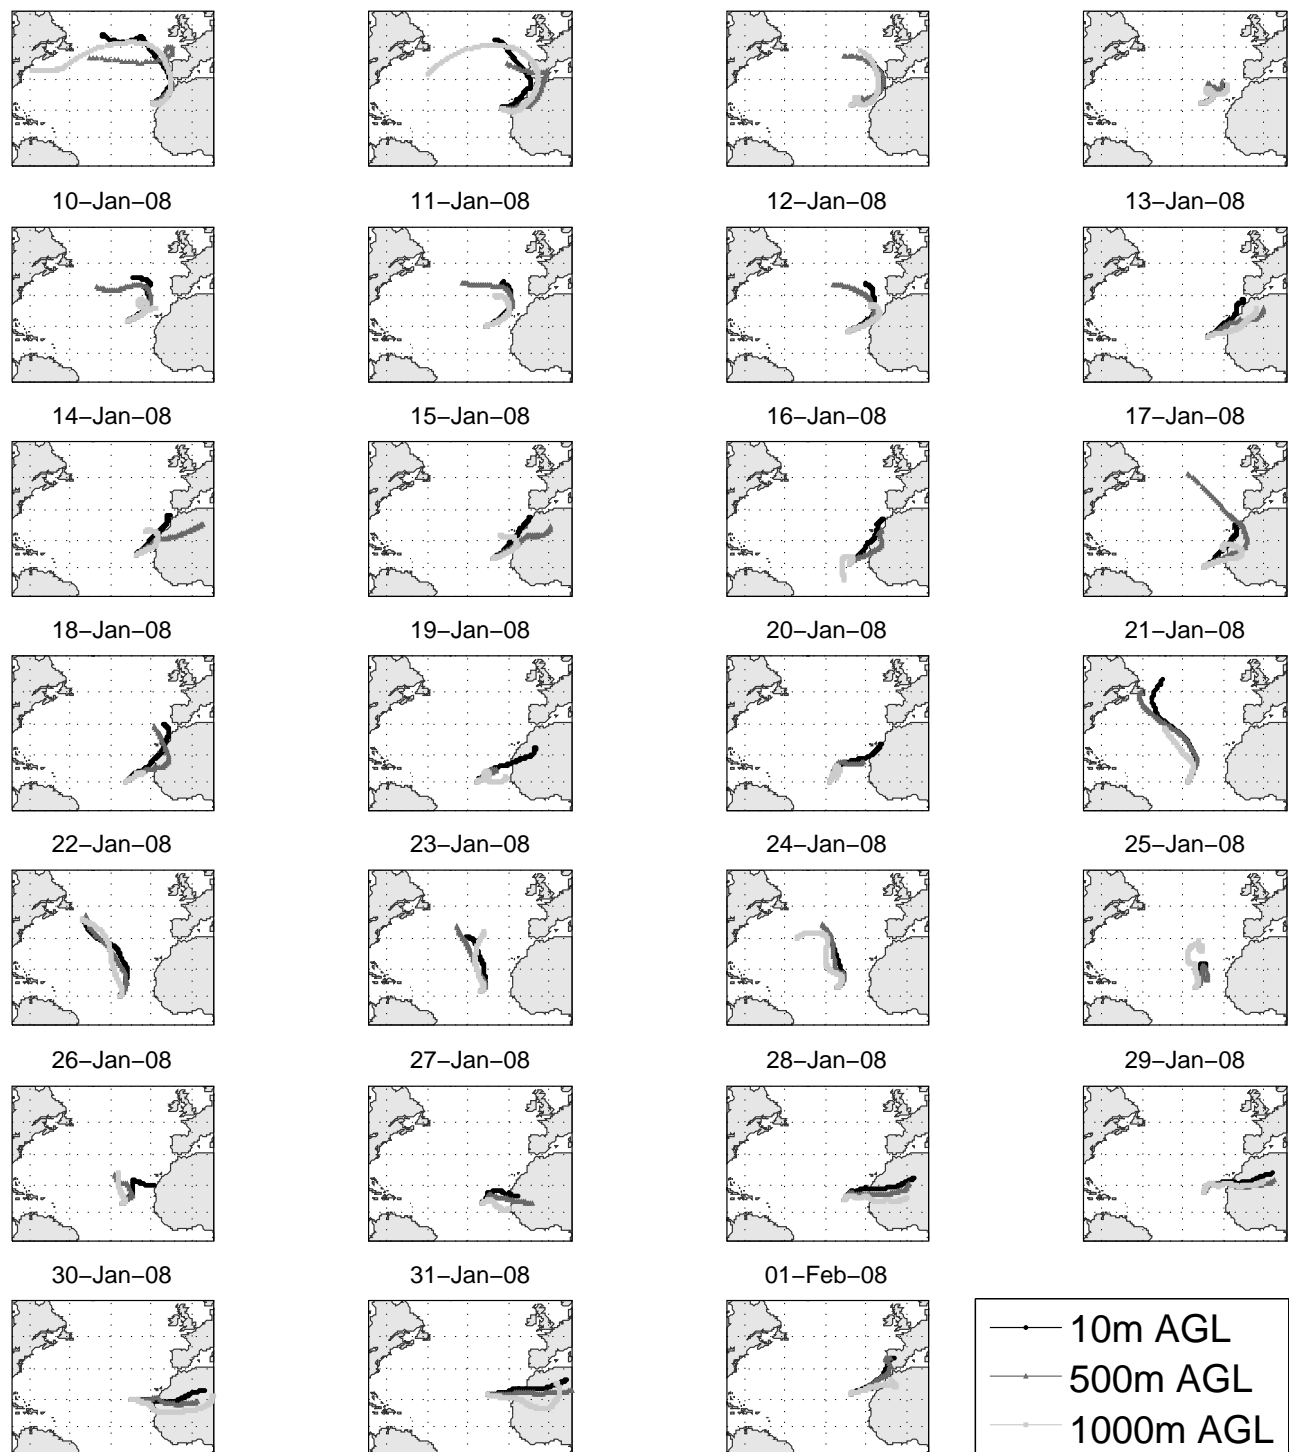 10−Jan−08 11−Jan−08 12−Jan−08 13−Jan−08
14−Jan−08 15−Jan−08 16−Jan−08 17−Jan−08
18−Jan−08 19−Jan−08 20−Jan−08 21−Jan−08
22−Jan−08 23−Jan−08 24−Jan−08 25−Jan−08
26−Jan−08 27−Jan−08 28−Jan−08 29−Jan−08
30−Jan−08 31−Jan−08 01−Feb−08
10m AGL
500m AGL
1000m AGL